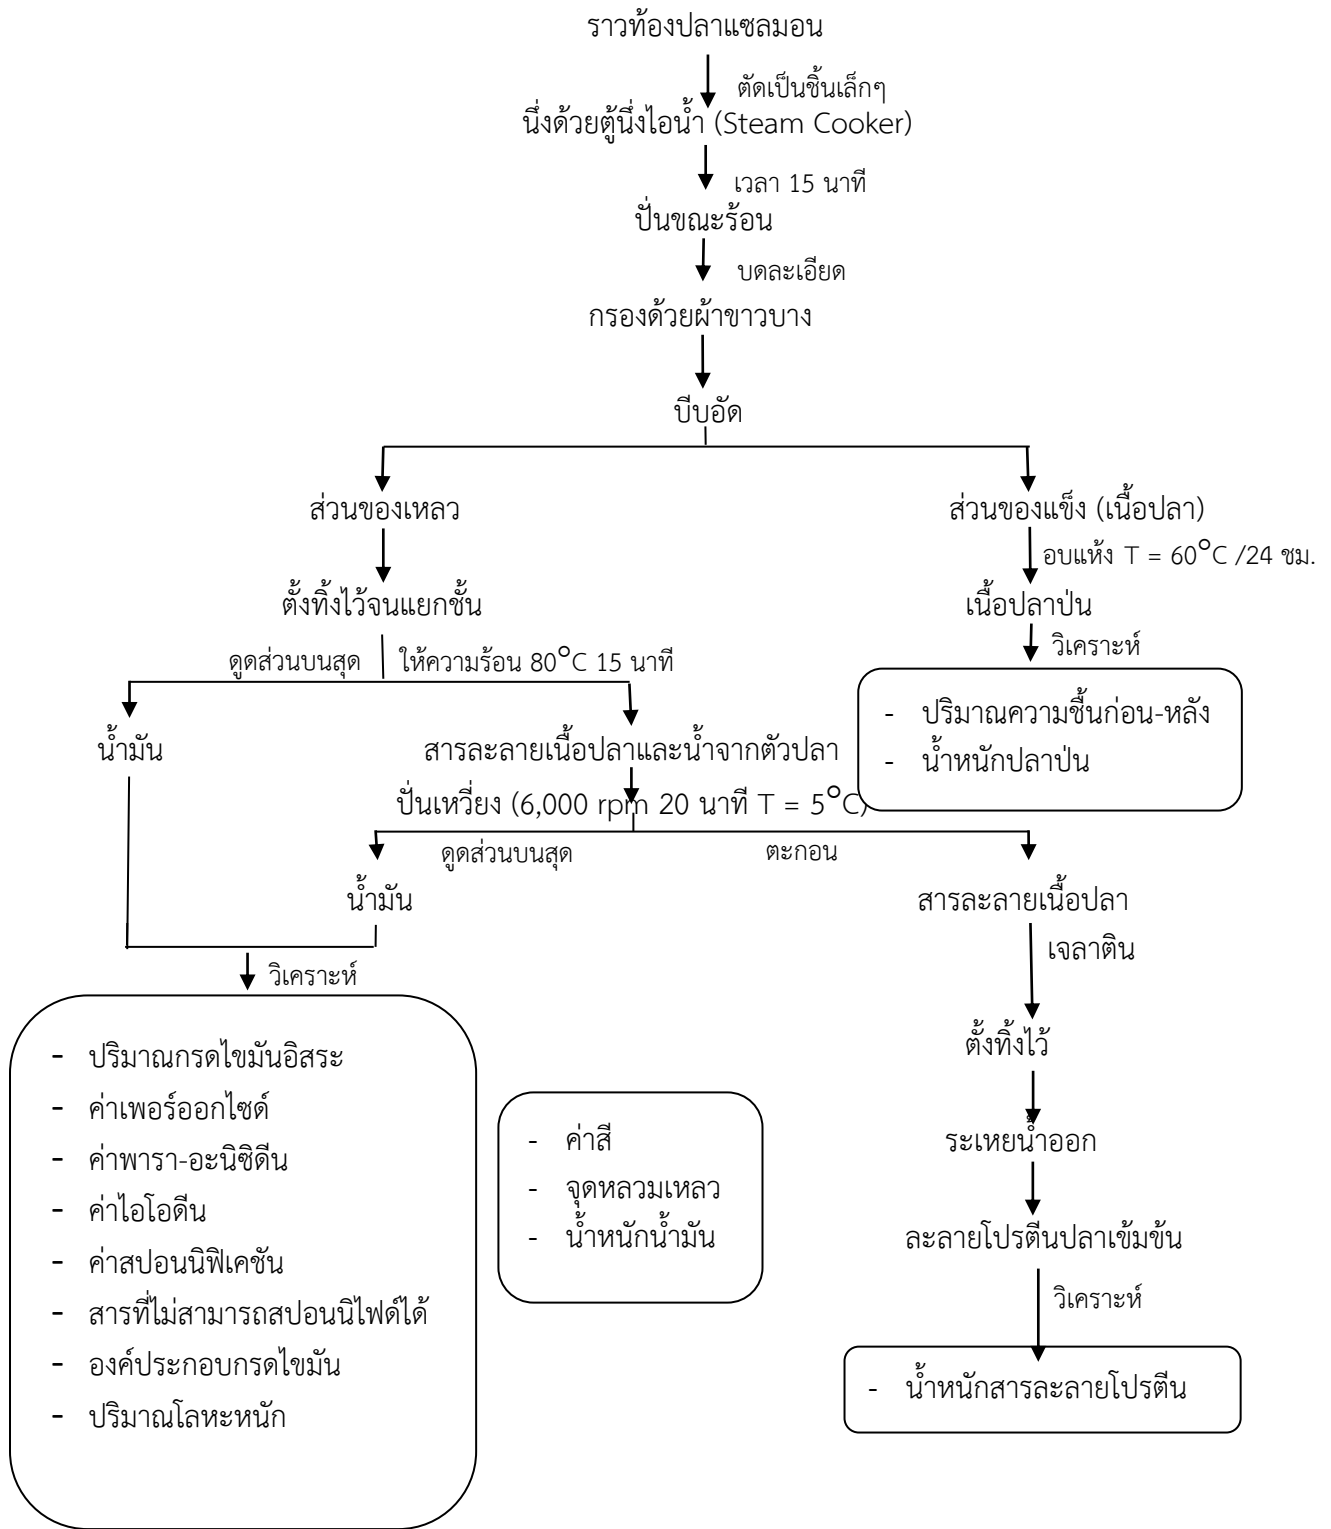 ราวท้องปลาแซลมอน
ตัดเป็นชิ้นเล็กๆ
นึ่งด้วยตู้นึ่งไอน้ำ (Steam Cooker)
เวลา 15 นาที
ปั่นขณะร้อน
บดละเอียด
กรองด้วยผ้าขาวบาง
บีบอัด
ส่วนของเหลว
ส่วนของแข็ง (เนื้อปลา)
อบแห้ง T = 60°C /24 ชม.
ตั้งทิ้งไว้จนแยกชั้น
เนื้อปลาป่น
ดูดส่วนบนสุด
ให้ความร้อน 80°C 15 นาที
วิเคราะห์
- ปริมาณความชื้นก่อน-หลัง
- น้ำหนักปลาป่น
น้ำมัน
สารละลายเนื้อปลาและน้ำจากตัวปลา
ปั่นเหวี่ยง (6,000 rpm 20 นาที T = 5°C)
ดูดส่วนบนสุด
ตะกอน
น้ำมัน
สารละลายเนื้อปลา
เจลาติน
วิเคราะห์
ตั้งทิ้งไว้
- ปริมาณกรดไขมันอิสระ
- ค่าเพอร์ออกไซด์
- ค่าพารา-อะนิซิดีน
- ค่าไอโอดีน
- ค่าสปอนนิฟิเคชัน
- สารที่ไม่สามารถสปอนนิไฟด์ได้
- องค์ประกอบกรดไขมัน
- ปริมาณโลหะหนัก
- ค่าสี
- จุดหลวมเหลว
- น้ำหนักน้ำมัน
ระเหยน้ำออก
ละลายโปรตีนปลาเข้มข้น
วิเคราะห์
- น้ำหนักสารละลายโปรตีน